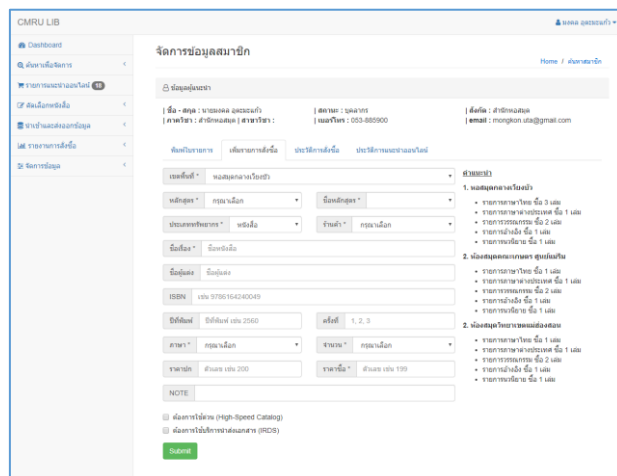 CMRU LIB
มงคล อุตะมะแก้ว
Dashboard
ค้นหาเพื่อจัดการ
รายการแนะนำออนไลน์ 10
คัดเลือกหนังสือ
นำเข้าและส่งออกข้อมูล
รายงานการสั่งซื้อ
จัดการข้อมูล
จัดการข้อมูลสมาชิก
Home / ค้นหาสมาชิก
ข้อมูลผู้แนะนำ
| ชื่อ - สกุล : นายมงคล อุตะมะแก้ว | สถานะ : บุคลากร | สังกัด : สำนักหอสมุด
| ภาควิชา : สำนักหอสมุด | สาขาวิชา : | เบอร์โทร : 053-885900 | email : mongkon.uta@gmail.com
พิมพ์ใบรายการ เพิ่มรายการสั่งซื้อ ประวัติการสั่งซื้อ ประวัติการแนะนำออนไลน์
เขตพื้นที่ * หอสมุดกลางเวียงบัว
หลักสูตร * กรุณาเลือก ชื่อหลักสูตร *
ประเภททรัพยากร * หนังสือ ร้านค้า * กรุณาเลือก
ชื่อเรื่อง * ชื่อหนังสือ
ชื่อผู้แต่ง ชื่อผู้แต่ง
ISBN เช่น 9786164240049
ปีที่พิมพ์ ปีที่พิมพ์ เช่น 2560 ครั้งที่ 1, 2, 3
ภาษา * กรุณาเลือก จำนวน * กรุณาเลือก
ราคาปก ตัวเลข เช่น 200 ราคาซื้อ * ตัวเลข เช่น 199
NOTE
ต้องการใช้ด่วน (High-Speed Catalog)
ต้องการใช้บริการนำส่งเอกสาร (IRDS)
Submit
คำแนะนำ
1. หอสมุดกลางเวียงบัว
รายการภาษาไทย ซื้อ 3 เล่ม
รายการภาษาต่างประเทศ ซื้อ 1 เล่ม
รายการวรรณกรรม ซื้อ 2 เล่ม
รายการอ้างอิง ซื้อ 1 เล่ม
รายการนวนิยาย ซื้อ 1 เล่ม
2. ห้องสมุดคณะเกษตร ศูนย์แม่ริม
รายการภาษาไทย ซื้อ 1 เล่ม
รายการวรรณกรรม ซื้อ 2 เล่ม
รายการอ้างอิง ซื้อ 1 เล่ม
รายการนวนิยาย ซื้อ 1 เล่ม
2. ห้องสมุดวิทยาเขตแม่ฮ่องสอน
รายการภาษาไทย ซื้อ 1 เล่ม
รายการภาษาต่างประเทศ ซื้อ 1 เล่ม
รายการวรรณกรรม ซื้อ 2 เล่ม
รายการอ้างอิง ซื้อ 1 เล่ม
รายการนวนิยาย ซื้อ 1 เล่ม